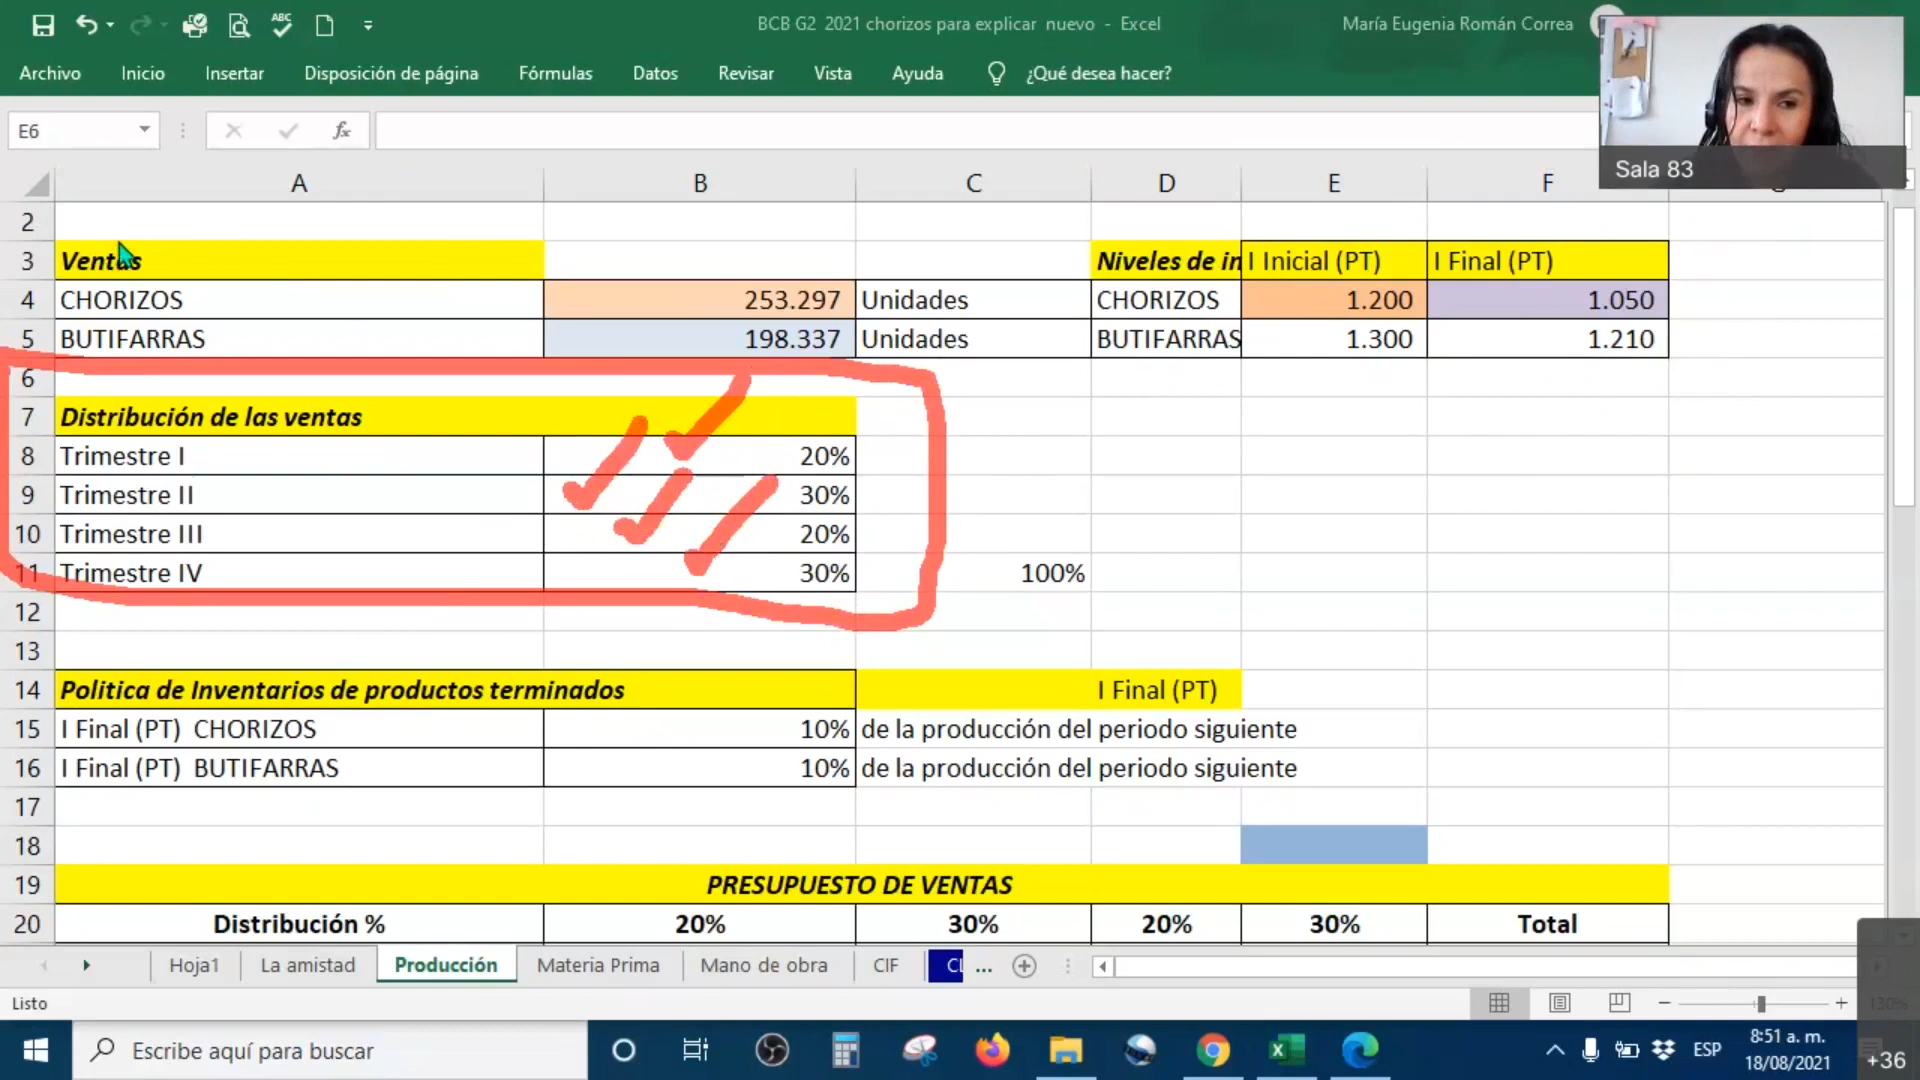 BCB G2 2021 chorizos para explicar nuevo - Excel
María Eugenia Román Correa
Archivo Inicio Insertar Disposición de página Fórmulas Datos Revisar Vista Ayuda ¿Qué desea hacer?
Sala 83
E6 fx
A B C D E F
2
3 Ventas Niveles de in I Inicial (PT) I Final (PT)
4 CHORIZOS 253.297 Unidades CHORIZOS 1.200 1.050
5 BUTIFARRAS 198.337 Unidades BUTIFARRAS 1.300 1.210
6
7 Distribución de las ventas
8 Trimestre I 20%
9 Trimestre II 30%
10 Trimestre III 20%
11 Trimestre IV 30% 100%
12
13
14 Politica de Inventarios de productos terminados I Final (PT)
15 I Final (PT) CHORIZOS 10% de la producción del periodo siguiente
16 I Final (PT) BUTIFARRAS 10% de la producción del periodo siguiente
17
18
19 PRESUPUESTO DE VENTAS
20 Distribución % 20% 30% 20% 30% Total
Hoja1 La amistad Producción Materia Prima Mano de obra CIF ...
Listo
130%
Escribe aquí para buscar
ESP
8:51 a. m.
18/08/2021
+36